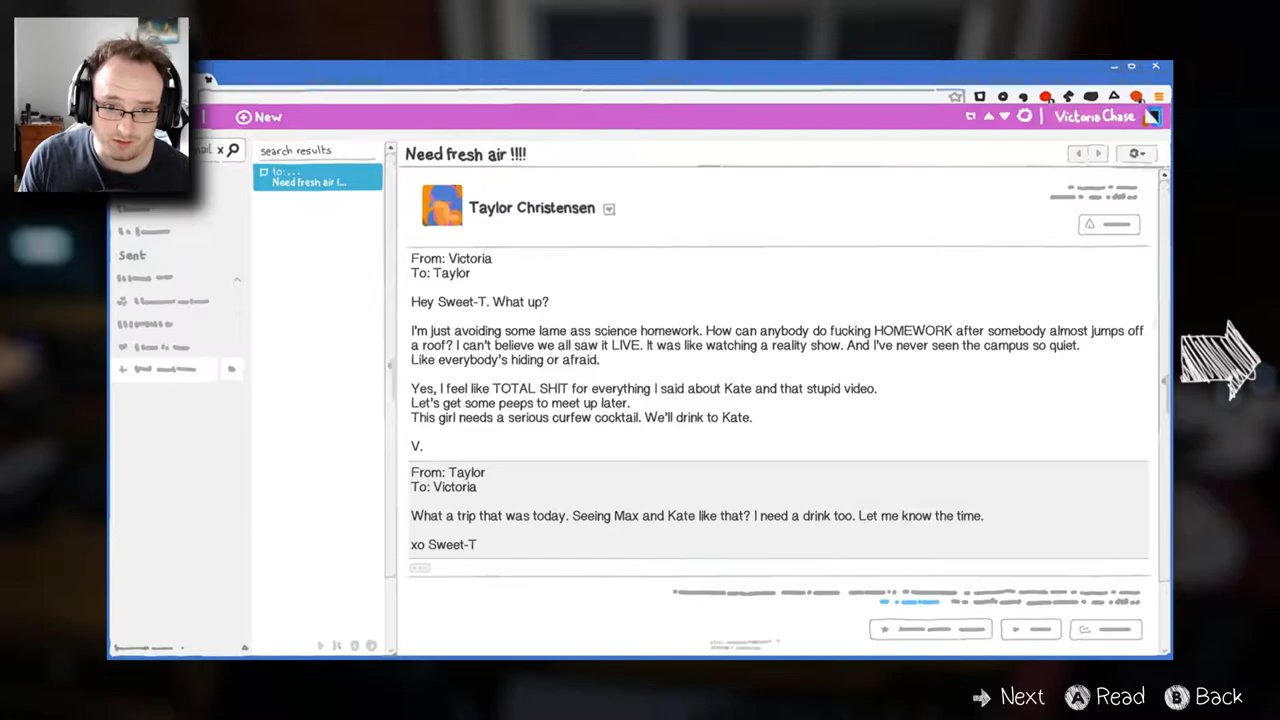 New
Victoria Chase
mail x
search results
to:...
Need fresh air !...
Sent
Need fresh air !!!!
Taylor Christensen
From: Victoria
To: Taylor
Hey Sweet-T. What up?
I'm just avoiding some lame ass science homework. How can anybody do fucking HOMEWORK after somebody almost jumps off
a roof? I can't believe we all saw it LIVE. It was like watching a reality show. And I've never seen the campus so quiet.
Like everybody's hiding or afraid.
Yes, I feel like TOTAL SHIT for everything I said about Kate and that stupid video.
Let's get some peeps to meet up later.
This girl needs a serious curfew cocktail. We'll drink to Kate.
V.
From: Taylor
To: Victoria
What a trip that was today. Seeing Max and Kate like that? I need a drink too. Let me know the time.
xo Sweet-T
Next A Read B Back